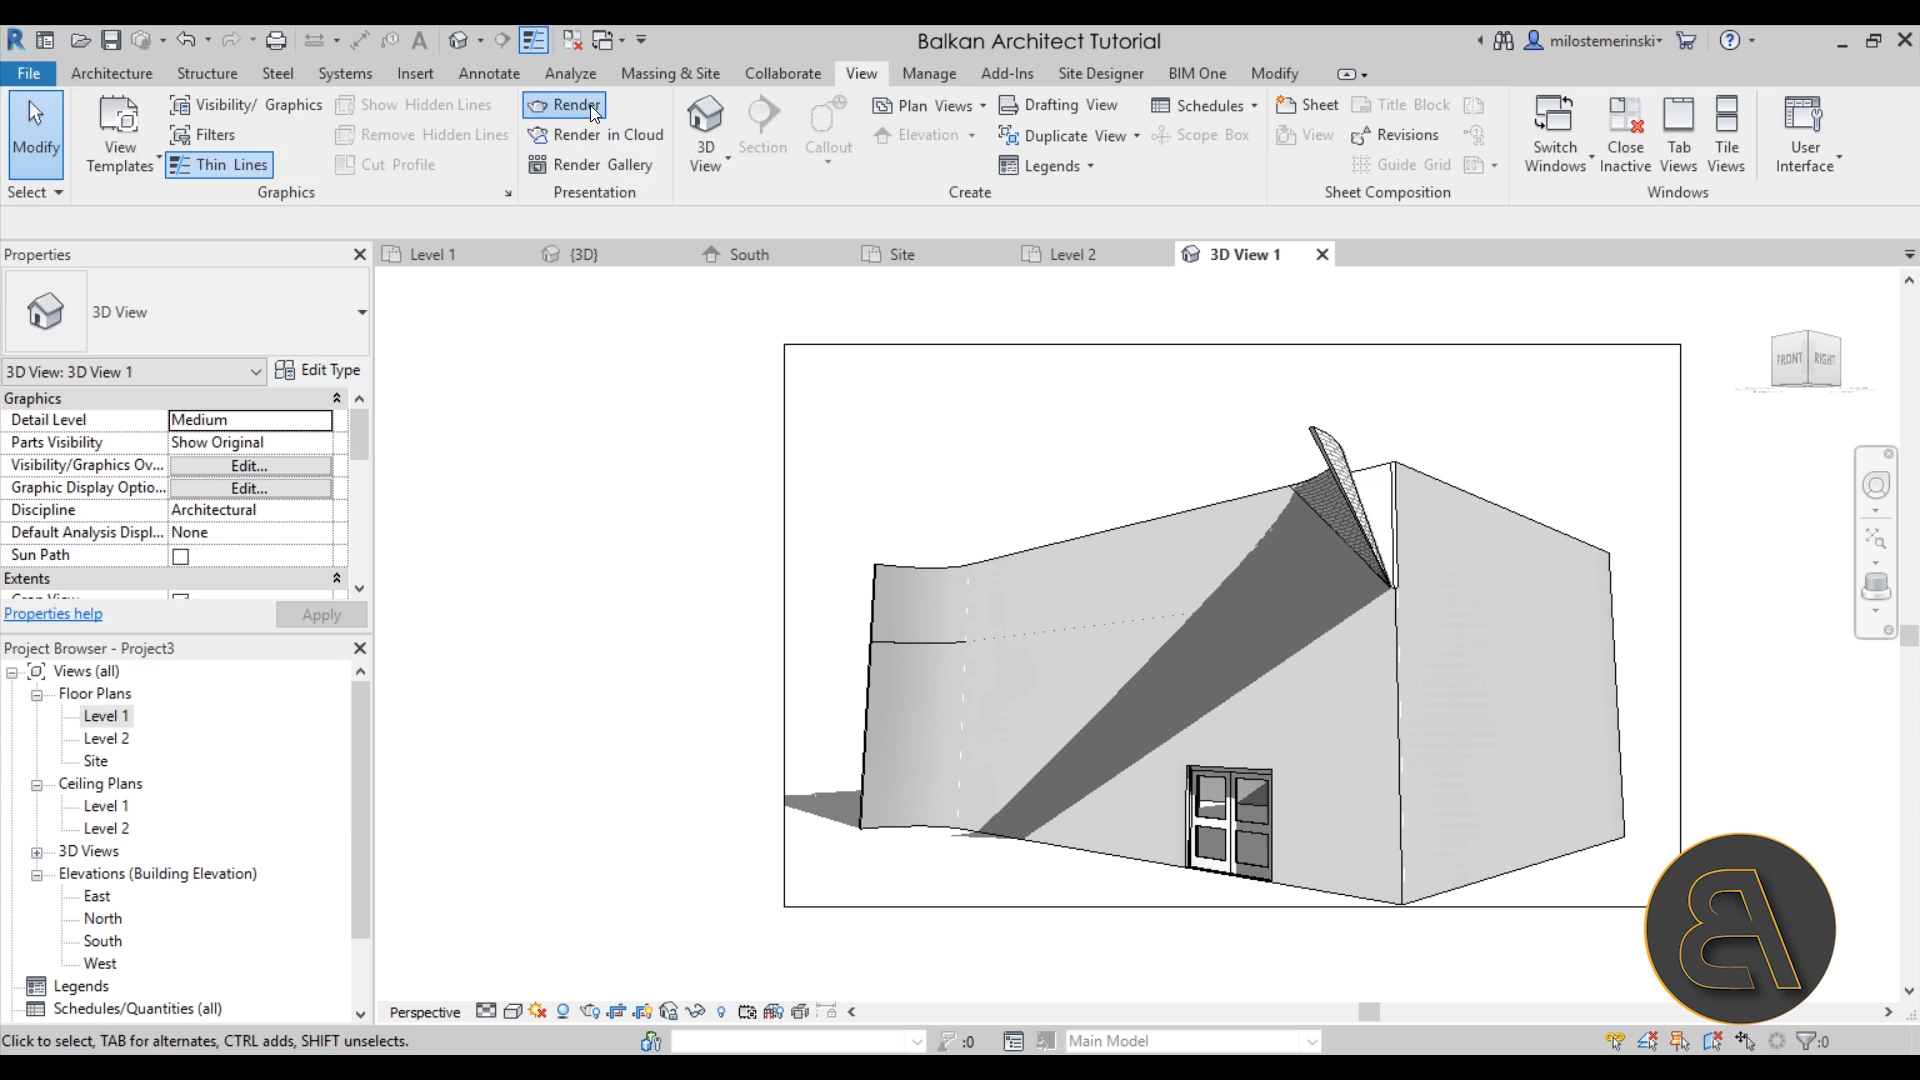 Balkan Architect Tutorial
milostemerinski
File Architecture Structure Steel Systems Insert Annotate Analyze Massing & Site Collaborate View Manage Add-Ins Site Designer BIM One Modify
Modify
Select
View Templates
Visibility/ Graphics
Filters
Thin Lines
Show Hidden Lines
Remove Hidden Lines
Cut Profile
Graphics
Render
Render in Cloud
Render Gallery
Presentation
3D View
Section
Callout
Plan Views
Elevation
Drafting View
Duplicate View
Legends
Schedules
Scope Box
Create
Sheet
View
Title Block
Revisions
Guide Grid
Sheet Composition
Switch Windows
Close Inactive
Tab Views
Tile Views
Windows
User Interface
Properties
Level 1 {3D} South Site Level 2 3D View 1
3D View
3D View: 3D View 1 Edit Type
Graphics
Detail Level Medium
Parts Visibility Show Original
Visibility/Graphics Ov... Edit...
Graphic Display Optio... Edit...
Discipline Architectural
Default Analysis Displ... None
Sun Path
Extents
Crop View
Properties help Apply
Project Browser - Project3
Views (all)
Floor Plans
Level 1
Level 2
Site
Ceiling Plans
Level 1
Level 2
3D Views
Elevations (Building Elevation)
East
North
South
West
Legends
Schedules/Quantities (all)
FRONT RIGHT
Perspective
Click to select, TAB for alternates, CTRL adds, SHIFT unselects.
:0
Main Model
:0